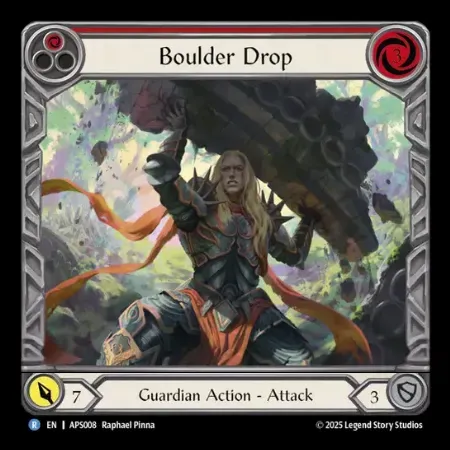 Boulder Drop
3
7
Guardian Action - Attack
3
R EN | APS008 Raphael Pinna
© 2025 Legend Story Studios